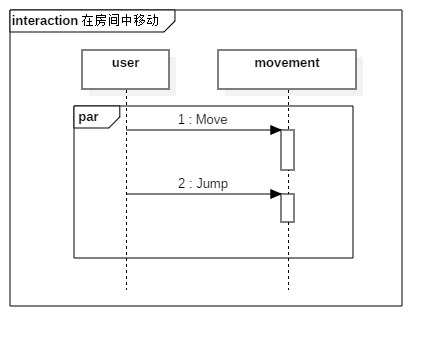 interaction 在房间中移动
user
movement
par
1 : Move
2 : Jump